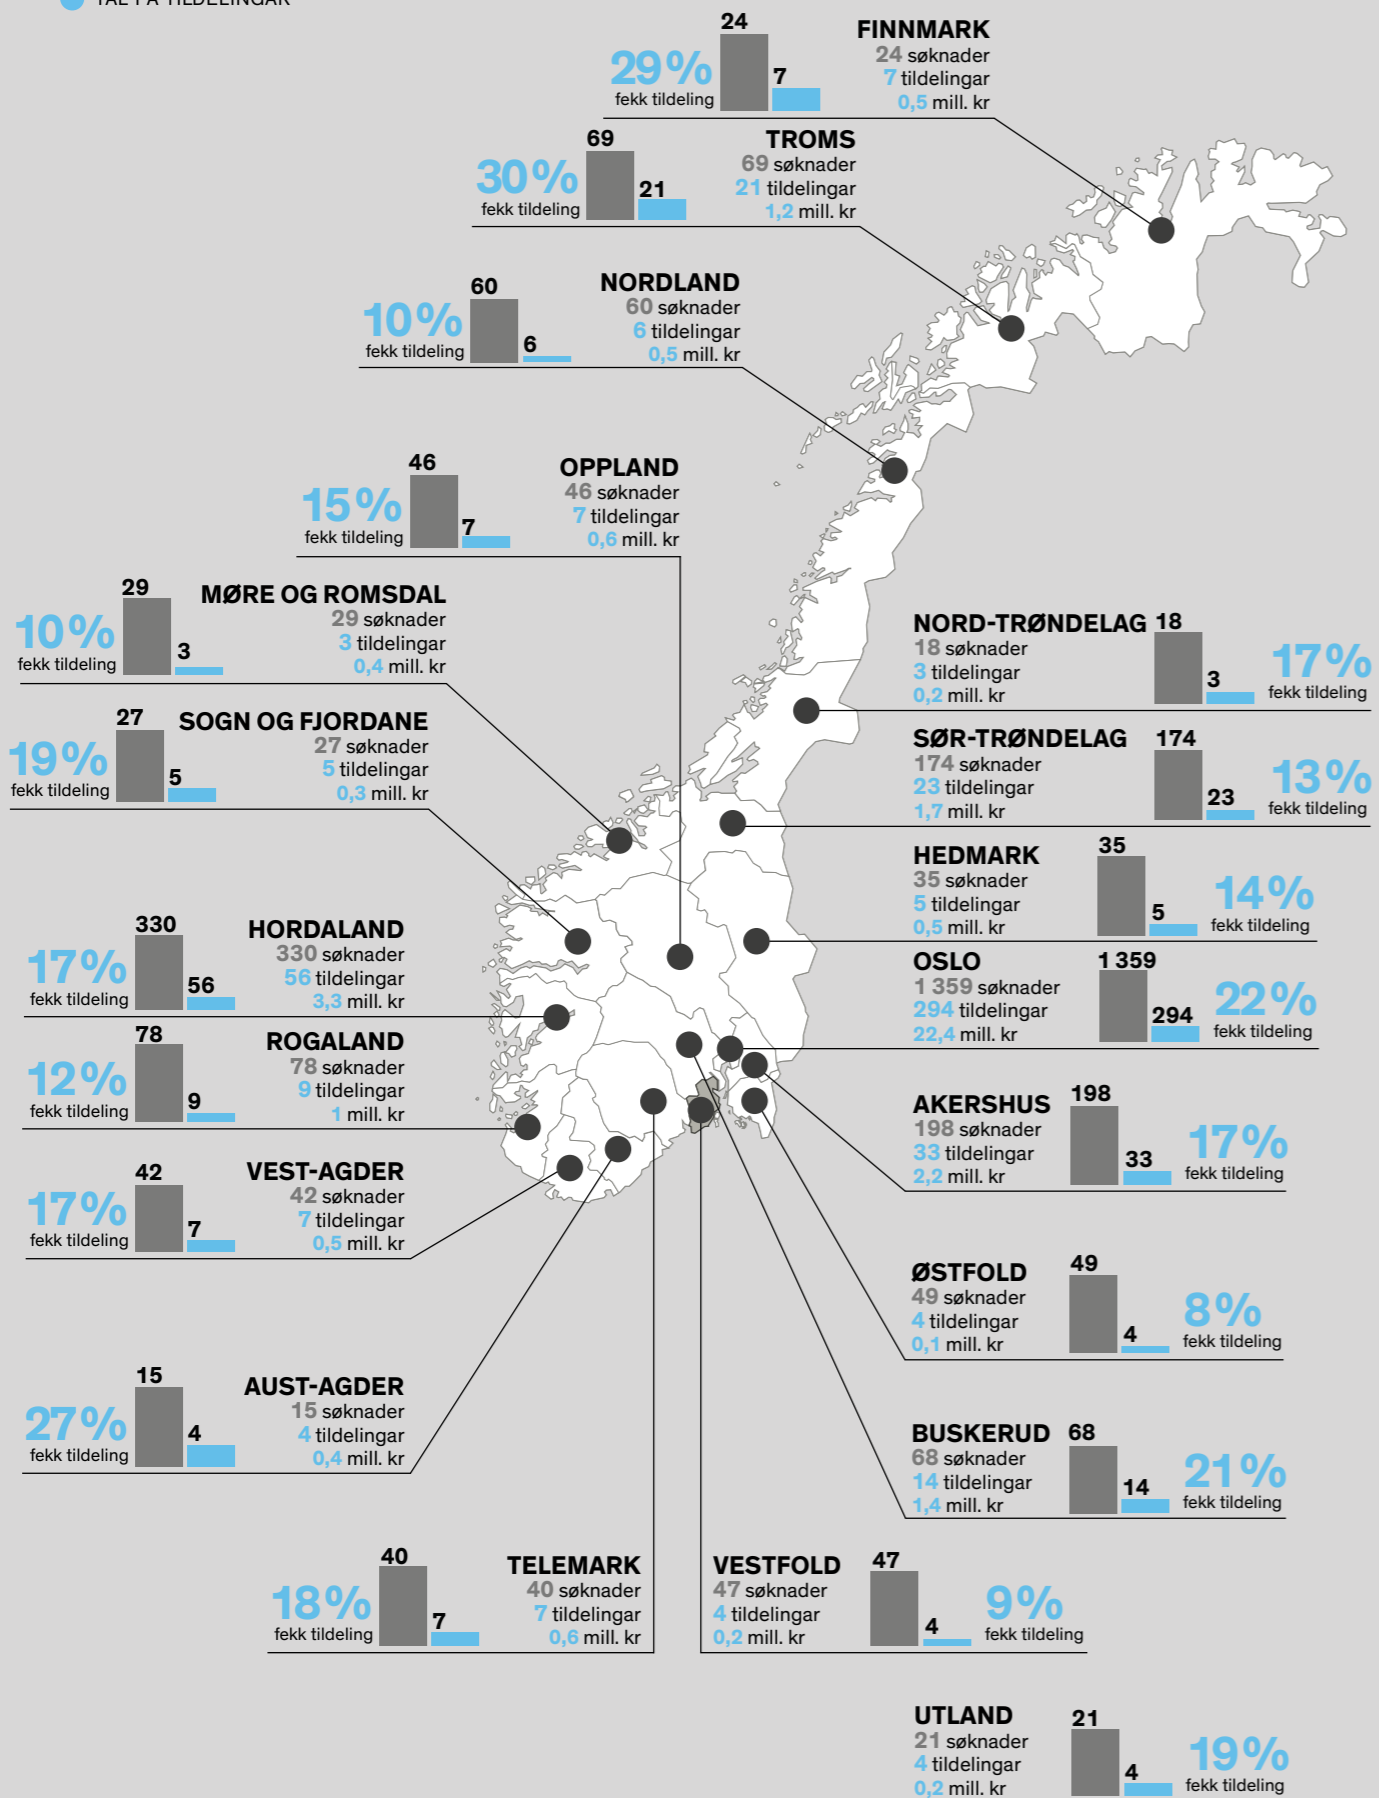 TAL PÅ TILDELINGAR
24
FINNMARK
24 søknader
29% 7 7 tildelingar
fekk tildeling 0,5 mill. kr
69
TROMS
69 søknader
30% 21 21 tildelingar
fekk tildeling 1,2 mill. kr
60
NORDLAND
60 søknader
10% 6 6 tildelingar
fekk tildeling 0,5 mill. kr
46
OPPLAND
46 søknader
15% 7 7 tildelingar
fekk tildeling 0,6 mill. kr
29
MØRE OG ROMSDAL
29 søknader
10% 3 3 tildelingar
fekk tildeling 0,4 mill. kr
27
SOGN OG FJORDANE
27 søknader
19% 5 5 tildelingar
fekk tildeling 0,3 mill. kr
330
HORDALAND
330 søknader
17% 56 56 tildelingar
fekk tildeling 3,3 mill. kr
78
ROGALAND
78 søknader
12% 9 9 tildelingar
fekk tildeling 1 mill. kr
42
VEST-AGDER
42 søknader
17% 7 7 tildelingar
fekk tildeling 0,5 mill. kr
15
AUST-AGDER
15 søknader
27% 4 4 tildelingar
fekk tildeling 0,4 mill. kr
40
TELEMARK
40 søknader
18% 7 7 tildelingar
fekk tildeling 0,6 mill. kr
NORD-TRØNDELAG 18
18 søknader
3 tildelingar 3 17%
0,2 mill. kr fekk tildeling
SØR-TRØNDELAG 174
174 søknader
23 tildelingar 23 13%
1,7 mill. kr fekk tildeling
HEDMARK 35
35 søknader
5 tildelingar 5 14%
0,5 mill. kr fekk tildeling
OSLO 1 359
1 359 søknader
294 tildelingar 294 22%
22,4 mill. kr fekk tildeling
AKERSHUS 198
198 søknader
33 tildelingar 33 17%
2,2 mill. kr fekk tildeling
ØSTFOLD 49
49 søknader
4 tildelingar 4 8%
0,1 mill. kr fekk tildeling
BUSKERUD 68
68 søknader
14 tildelingar 14 21%
1,4 mill. kr fekk tildeling
VESTFOLD 47
47 søknader
4 tildelingar 4 9%
0,2 mill. kr fekk tildeling
UTLAND 21
21 søknader
4 tildelingar 4 19%
0,2 mill. kr fekk tildeling